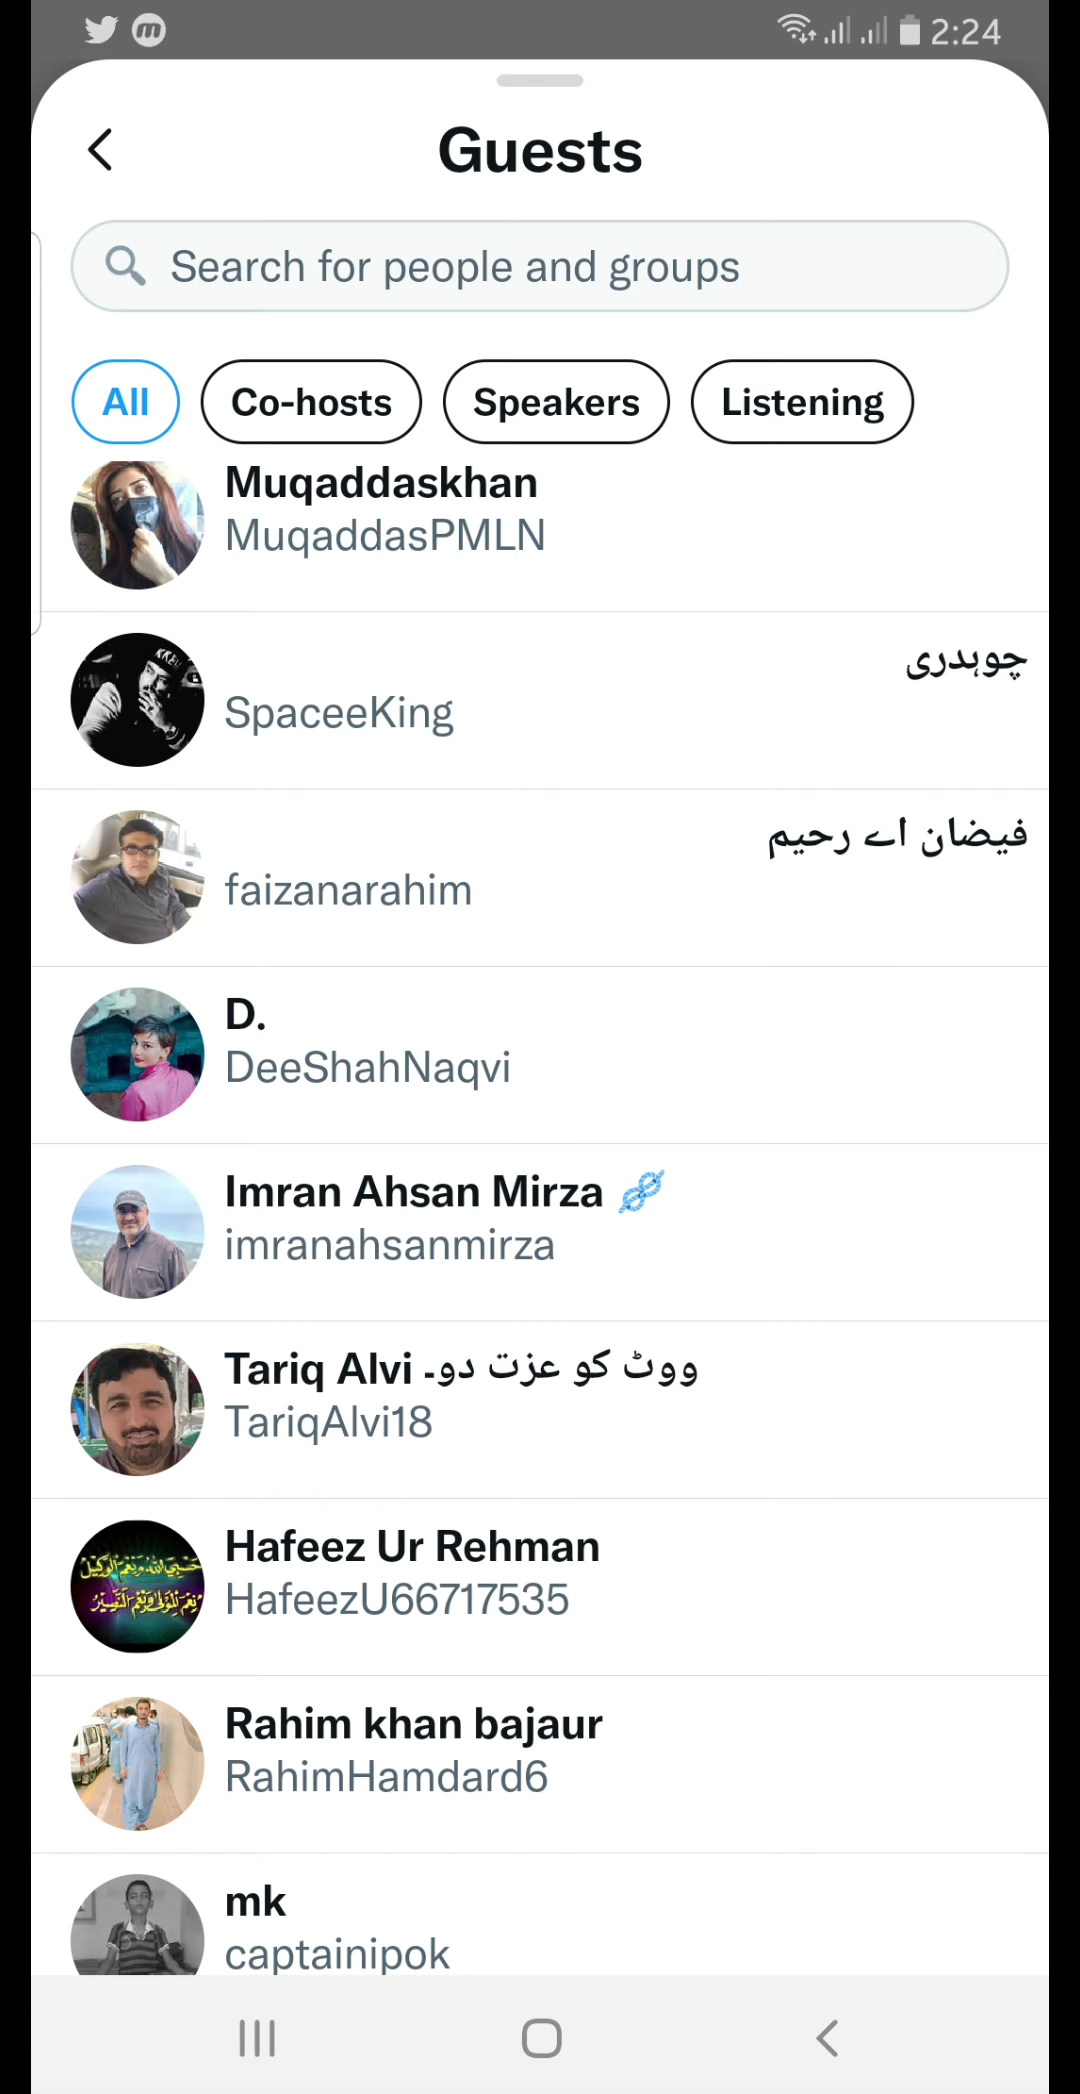 2:24
Guests
Search for people and groups
All Co-hosts Speakers Listening
Muqaddaskhan
MuqaddasPMLN
چوہدری
SpaceeKing
فیضان اے رحیم
faizanarahim
D.
DeeShahNaqvi
Imran Ahsan Mirza
imranahsanmirza
Tariq Alvi ووٹ کو عزت دو۔
TariqAlvi18
Hafeez Ur Rehman
HafeezU66717535
Rahim khan bajaur
RahimHamdard6
mk
captainipok